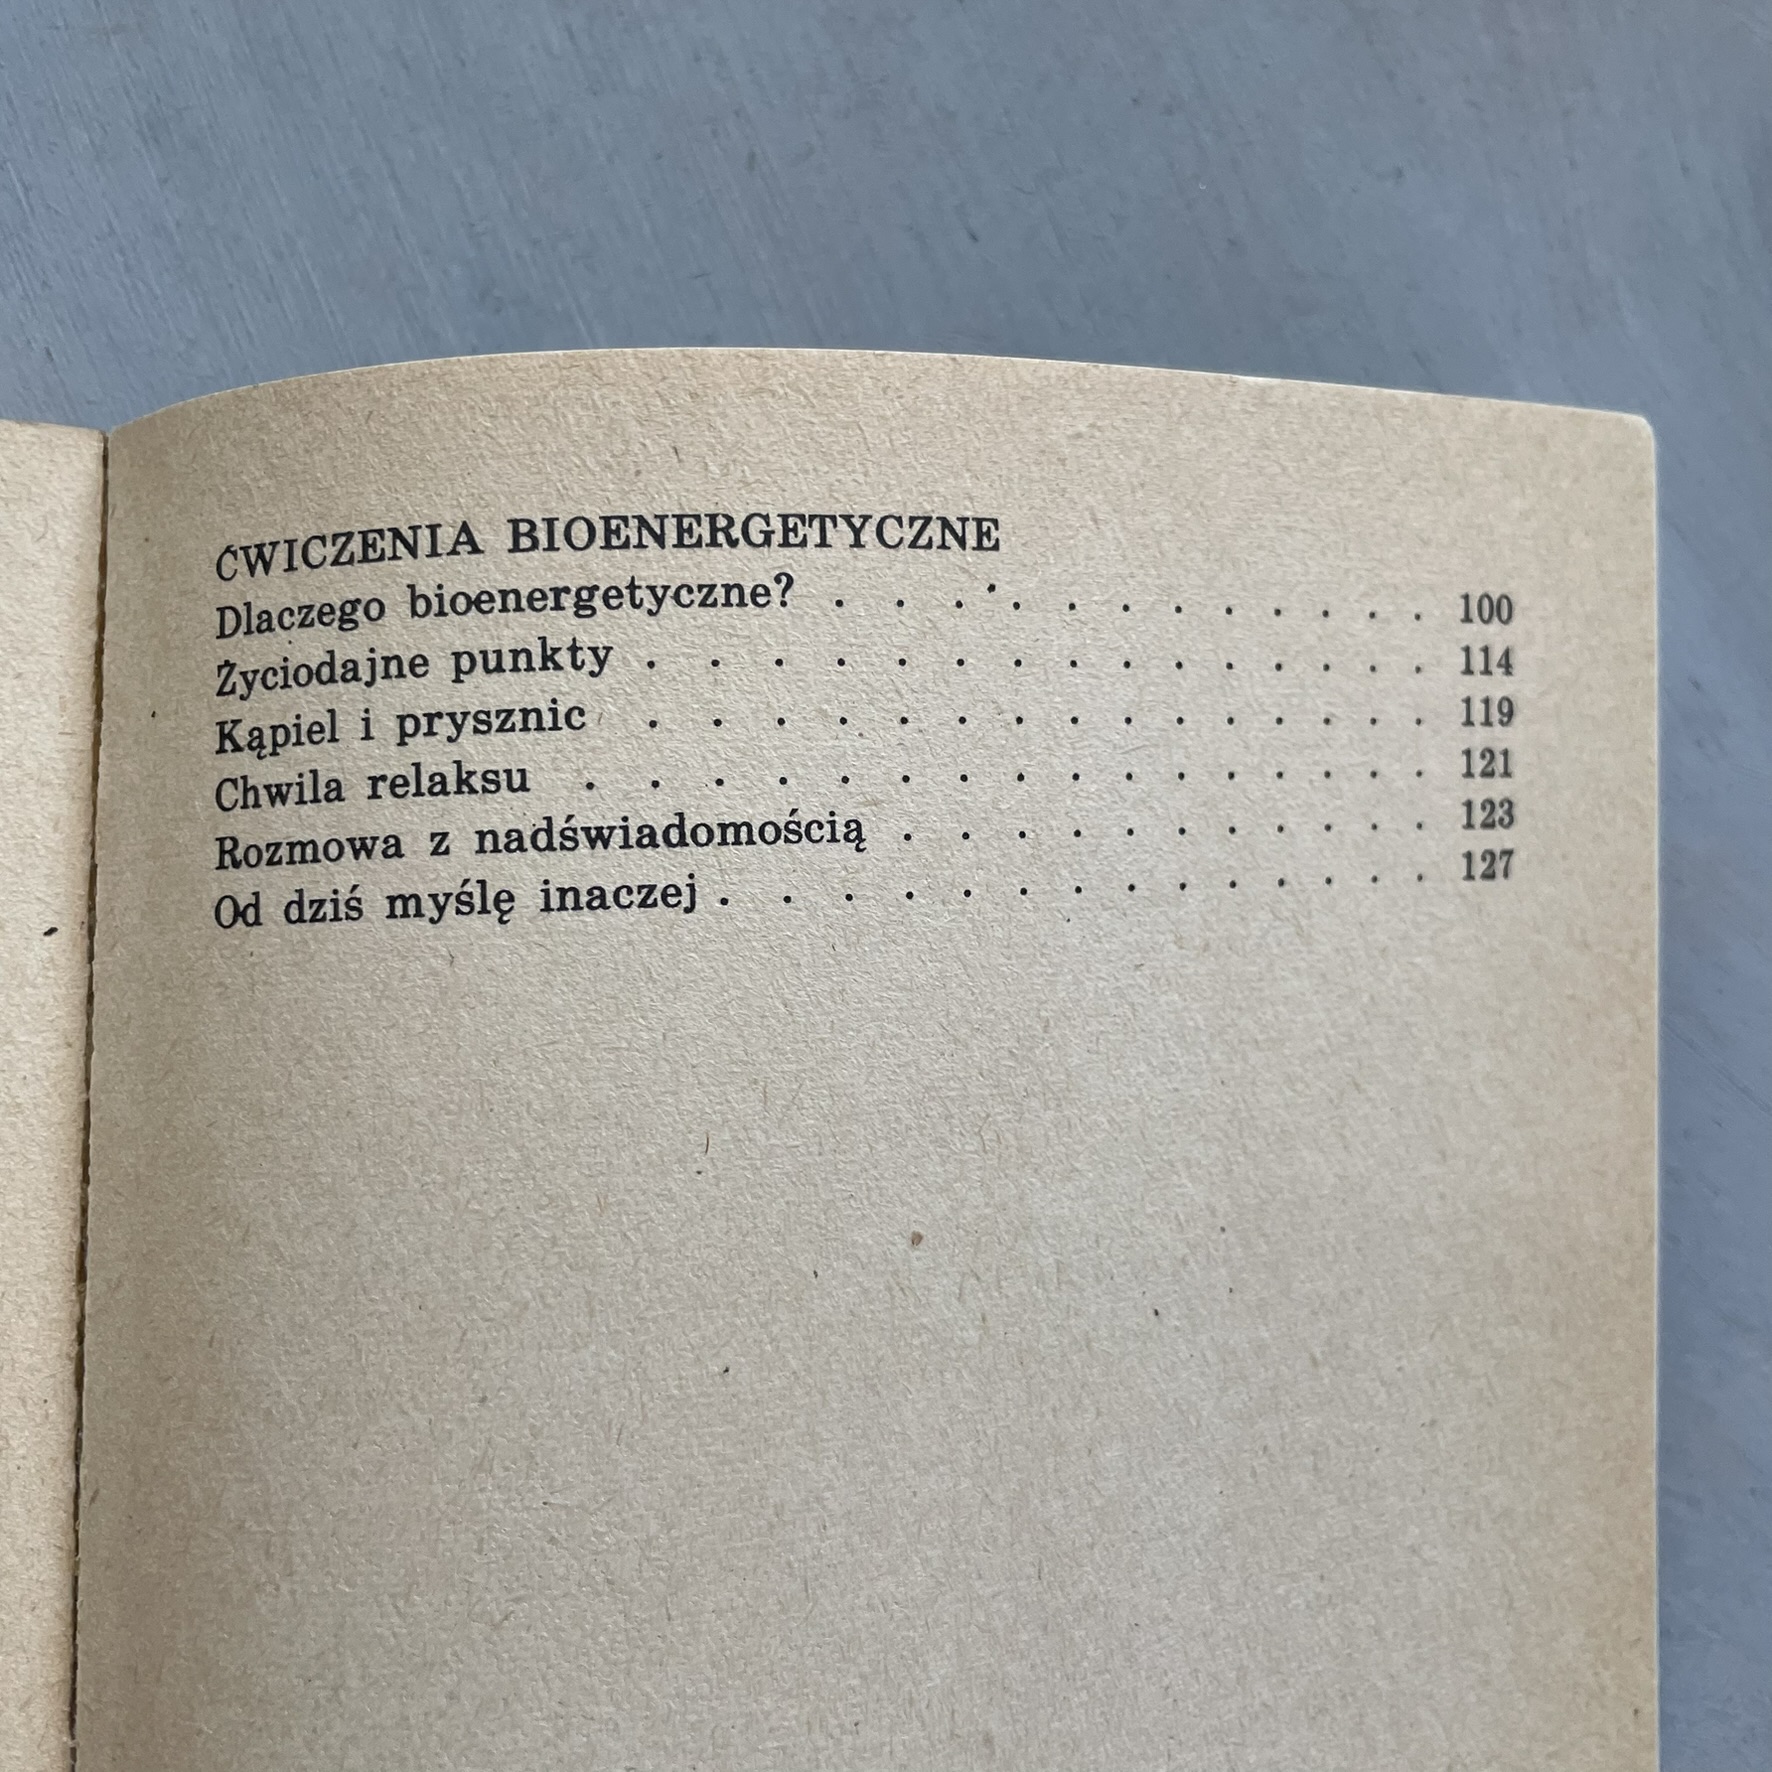 ĆWICZENIA BIOENERGETYCZNE
Dlaczego bioenergetyczne? . . . . . . . . . . . 100
Życiodajne punkty . . . . . . . . . . . . . . 114
Kąpiel i prysznic . . . . . . . . . . . . . . 119
Chwila relaksu . . . . . . . . . . . . . . . 121
Rozmowa z nadświadomością . . . . . . . . . . 123
Od dziś myślę inaczej . . . . . . . . . . . . . 127